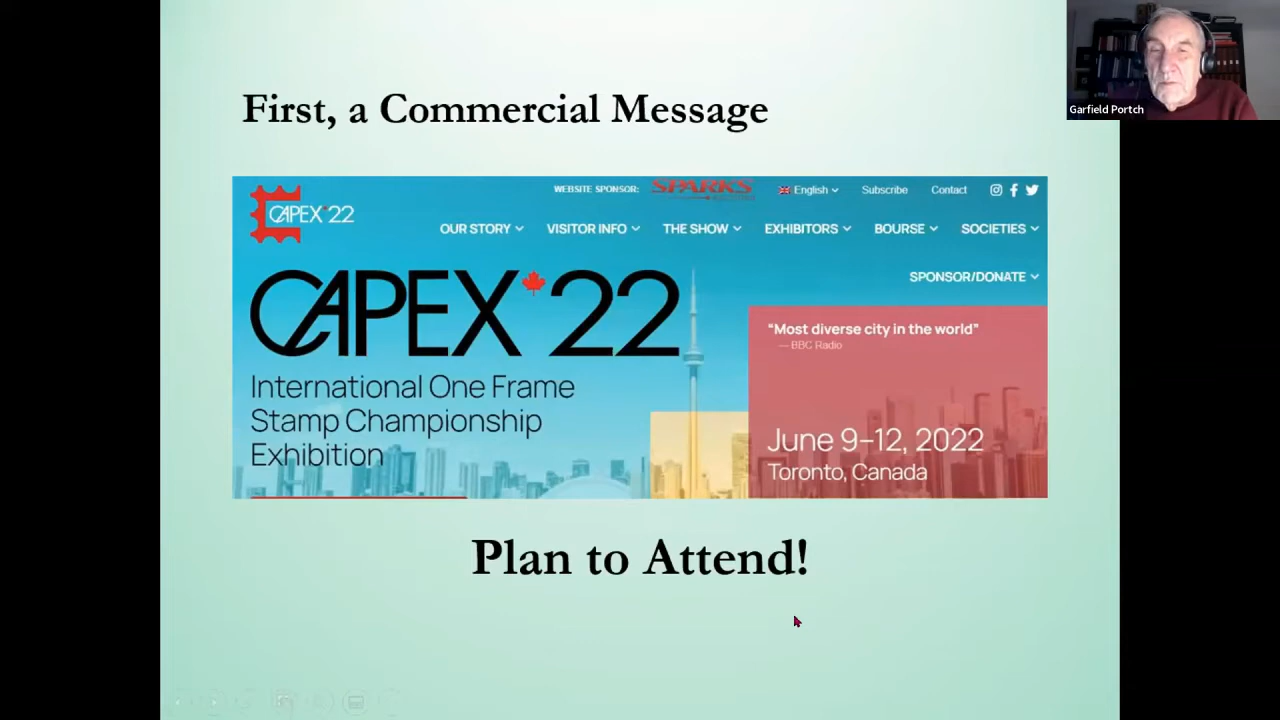 Garfield Portch
First, a Commercial Message
CAPEX'22
WEBSITE SPONSOR:
SPARKS
English
Subscribe
Contact
OUR STORY
VISITOR INFO
THE SHOW
EXHIBITORS
BOURSE
SOCIETIES
SPONSOR/DONATE
CAPEX'22
International One Frame
Stamp Championship
Exhibition
“Most diverse city in the world”
— BBC Radio
June 9–12, 2022
Toronto, Canada
Plan to Attend!